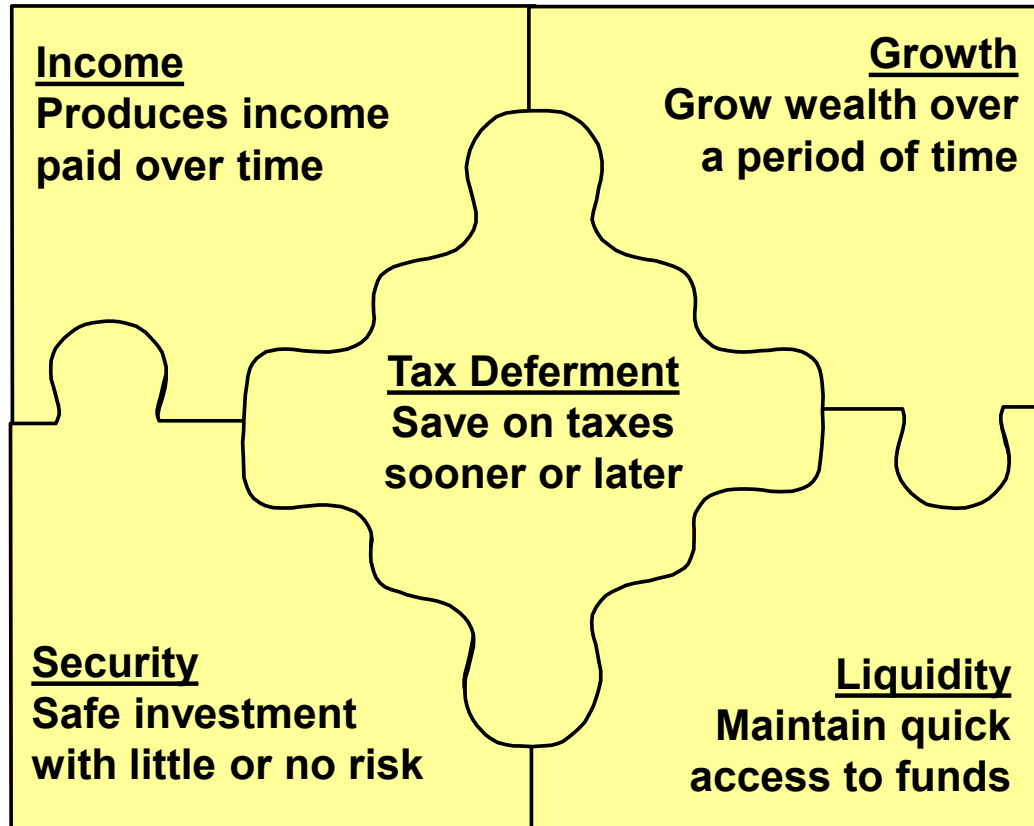 Income
Produces income
paid over time
Growth
Grow wealth over
a period of time
Tax Deferment
Save on taxes
sooner or later
Security
Safe investment
with little or no risk
Liquidity
Maintain quick
access to funds